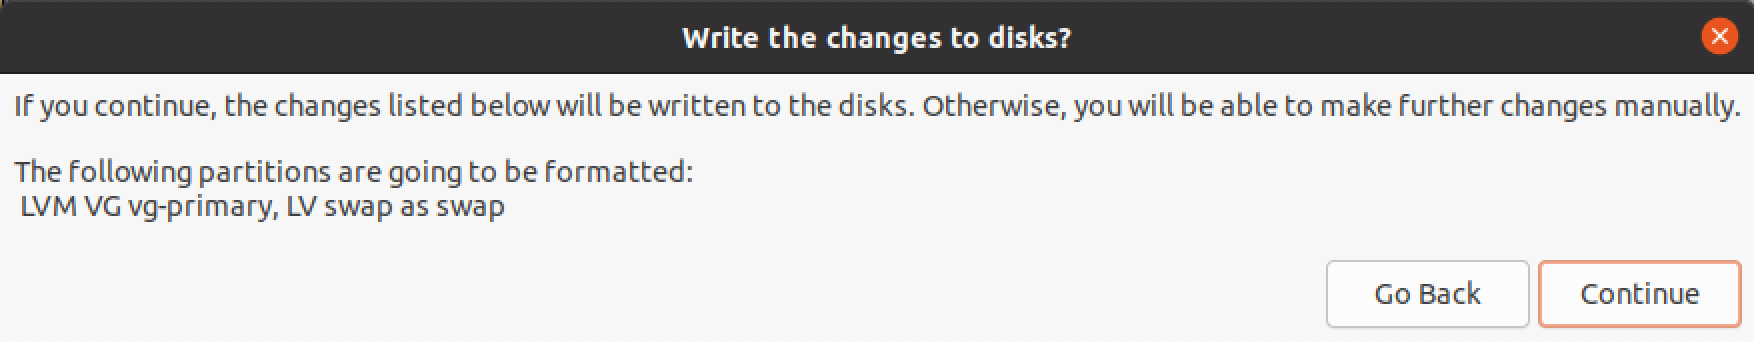 Write the changes to disks?
If you continue, the changes listed below will be written to the disks. Otherwise, you will be able to make further changes manually.
The following partitions are going to be formatted:
LVM VG vg-primary, LV swap as swap
Go Back
Continue